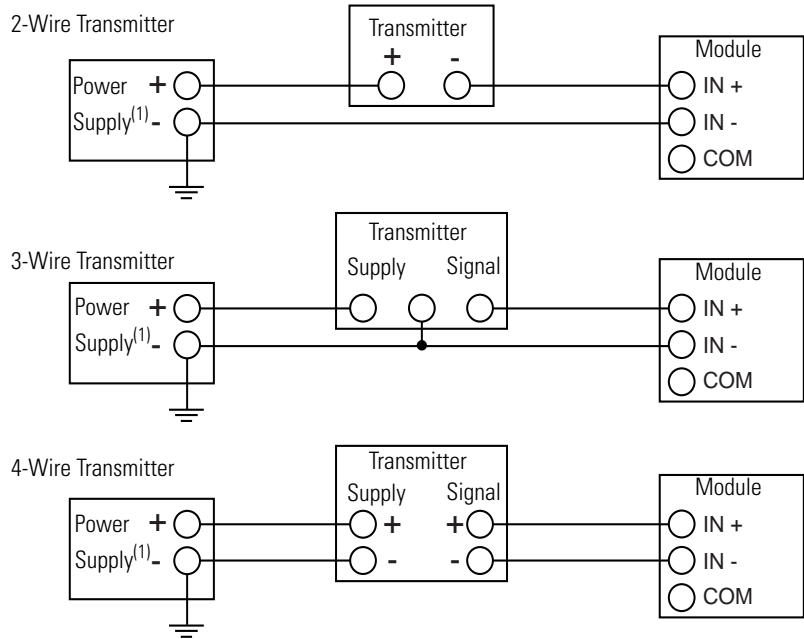 2-Wire Transmitter
Transmitter
+ -
Module
Power +
Supply(1) -
IN +
IN -
COM
3-Wire Transmitter
Transmitter
Supply Signal
Module
Power +
Supply(1) -
IN +
IN -
COM
4-Wire Transmitter
Transmitter
Supply Signal
Module
Power +
Supply(1) -
+ +
- -
IN +
IN -
COM